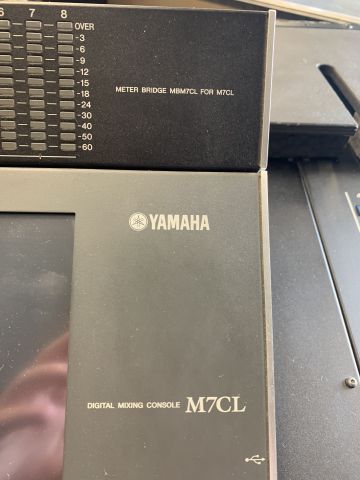 6 7 8 OVER
-3
-6
-9
-12
-15
-18
-24
-30
-40
-50
-60
METER BRIDGE MBM7CL FOR M7CL
YAMAHA
DIGITAL MIXING CONSOLE M7CL